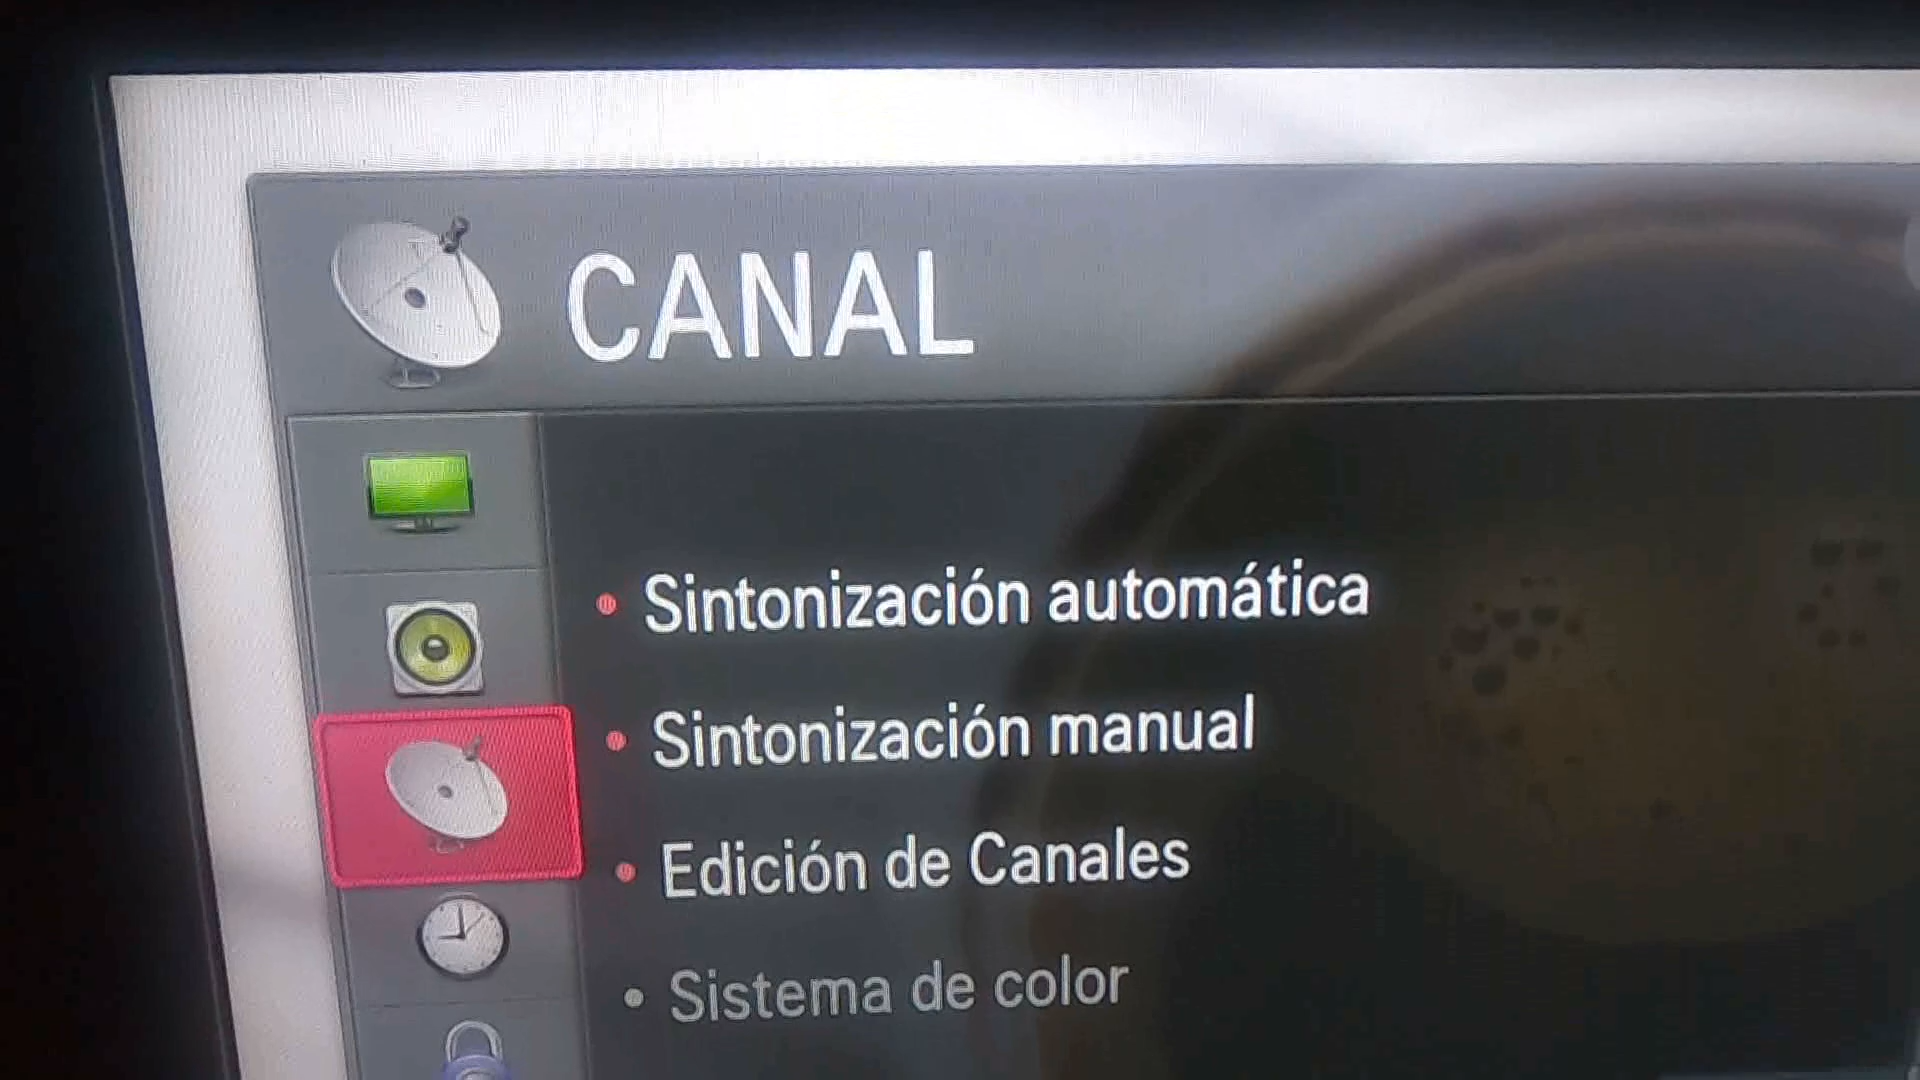 CANAL
Sintonización automática
Sintonización manual
Edición de Canales
Sistema de color